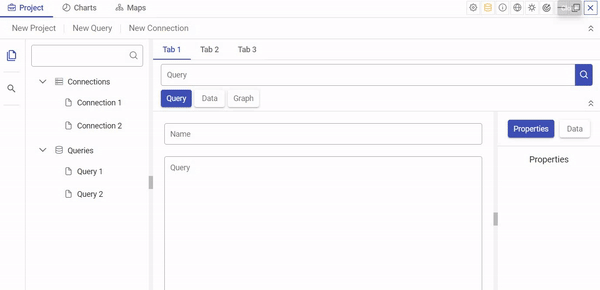 Project Charts Maps
New Project New Query New Connection
Tab 1 Tab 2 Tab 3
Connections
Connection 1
Connection 2
Queries
Query 1
Query 2
Query
Query Data Graph
Name
Query
Properties Data
Properties